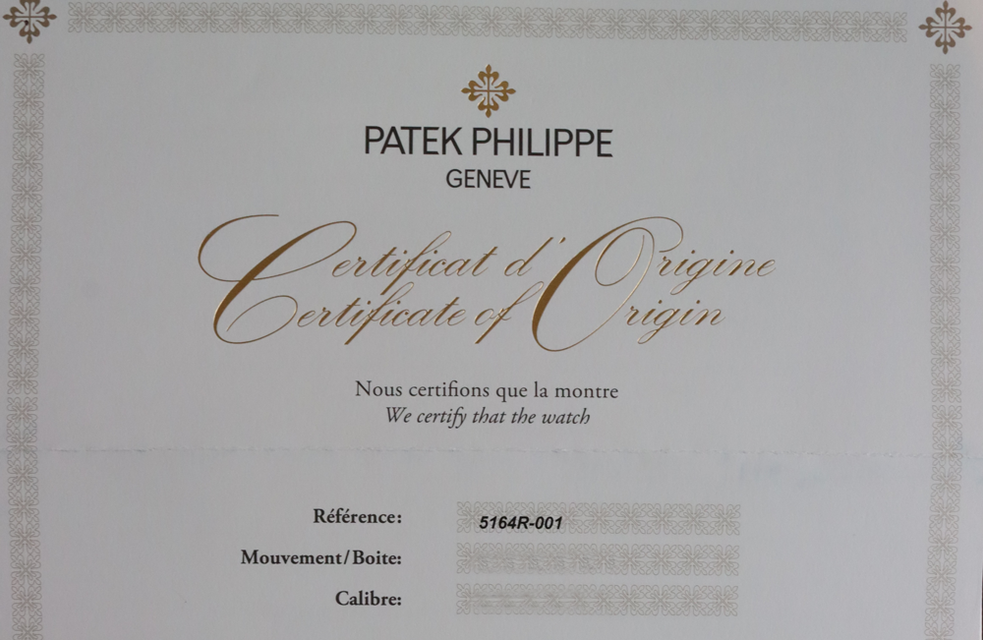 PATEK PHILIPPE
GENEVE
Certificat d'Origine
Certificate of Origin
Nous certifions que la montre
We certify that the watch
Référence: 5164R-001
Mouvement/Boite:
Calibre: